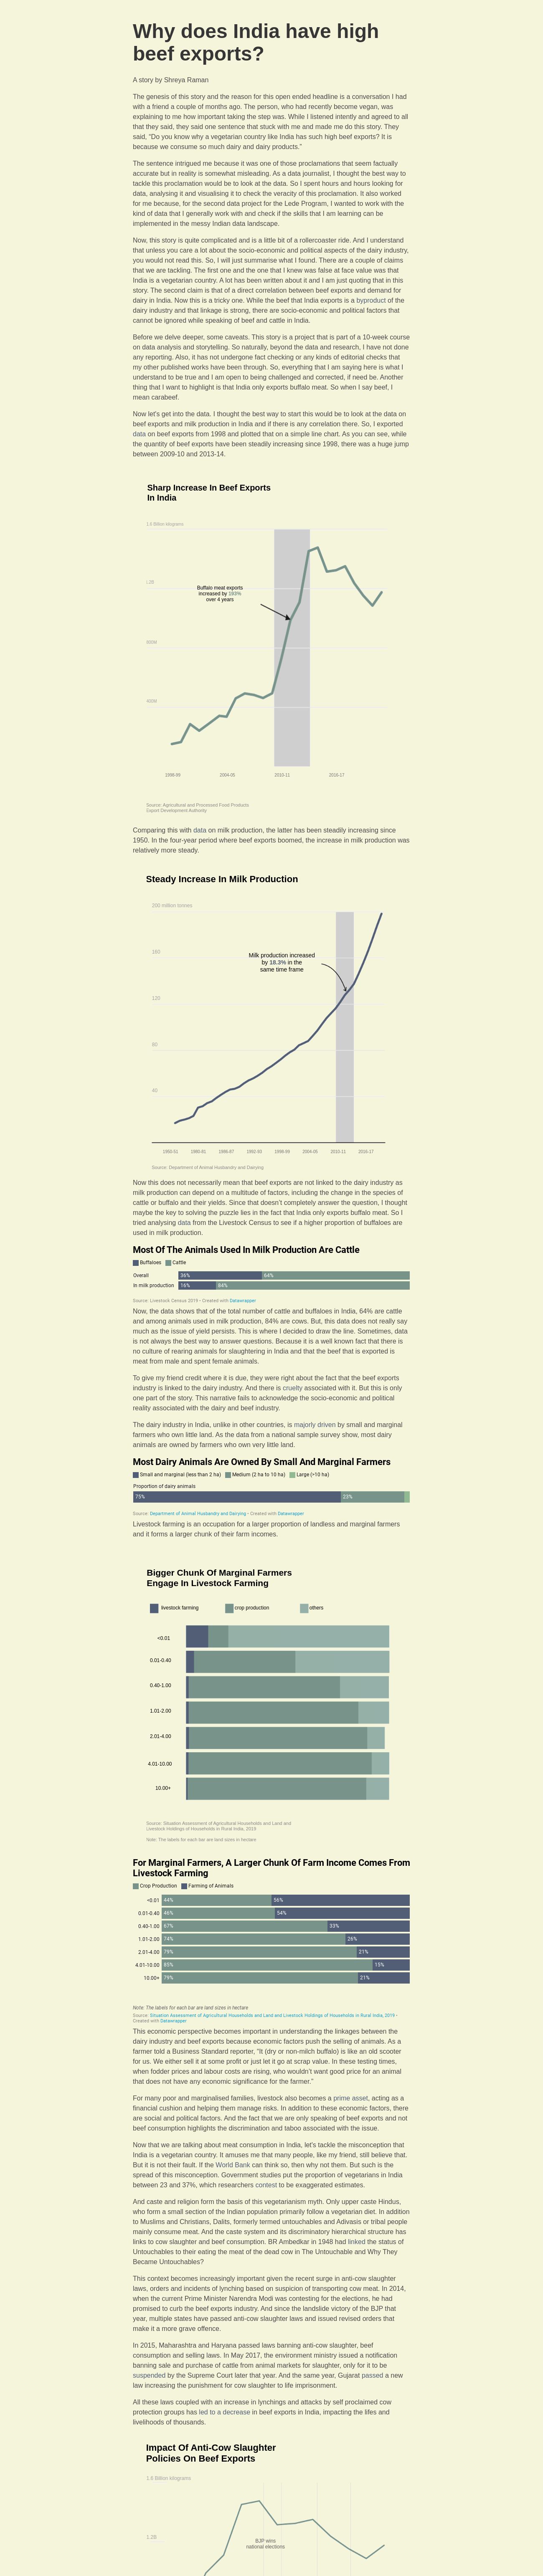 Why does India have high
beef exports?
A story by Shreya Raman
The genesis of this story and the reason for this open ended headline is a conversation I had
with a friend a couple of months ago. The person, who had recently become vegan, was
explaining to me how important taking the step was. While I listened intently and agreed to all
that they said, they said one sentence that stuck with me and made me do this story. They
said, “Do you know why a vegetarian country like India has such high beef exports? It is
because we consume so much dairy and dairy products.”
The sentence intrigued me because it was one of those proclamations that seem factually
accurate but in reality is somewhat misleading. As a data journalist, I thought the best way to
tackle this proclamation would be to look at the data. So I spent hours and hours looking for
data, analysing it and visualising it to check the veracity of this proclamation. It also worked
for me because, for the second data project for the Lede Program, I wanted to work with the
kind of data that I generally work with and check if the skills that I am learning can be
implemented in the messy Indian data landscape.
Now, this story is quite complicated and is a little bit of a rollercoaster ride. And I understand
that unless you care a lot about the socio-economic and political aspects of the dairy industry,
you would not read this. So, I will just summarise what I found. There are a couple of claims
that we are tackling. The first one and the one that I knew was false at face value was that
India is a vegetarian country. A lot has been written about it and I am just quoting that in this
story. The second claim is that of a direct correlation between beef exports and demand for
dairy in India. Now this is a tricky one. While the beef that India exports is a byproduct of the
dairy industry and that linkage is strong, there are socio-economic and political factors that
cannot be ignored while speaking of beef and cattle in India.
Before we delve deeper, some caveats. This story is a project that is part of a 10-week course
on data analysis and storytelling. So naturally, beyond the data and research, I have not done
any reporting. Also, it has not undergone fact checking or any kinds of editorial checks that
my other published works have been through. So, everything that I am saying here is what I
understand to be true and I am open to being challenged and corrected, if need be. Another
thing that I want to highlight is that India only exports buffalo meat. So when I say beef, I
mean carabeef.
Now let's get into the data. I thought the best way to start this would be to look at the data on
beef exports and milk production in India and if there is any correlation there. So, I exported
data on beef exports from 1998 and plotted that on a simple line chart. As you can see, while
the quantity of beef exports have been steadily increasing since 1998, there was a huge jump
between 2009-10 and 2013-14.
Sharp Increase In Beef Exports
In India
1.6 Billion kilograms
1.2B
Buffalo meat exports
increased by 193%
over 4 years
800M
400M
1998-99 2004-05 2010-11 2016-17
Source: Agricultural and Processed Food Products
Export Development Authority
Comparing this with data on milk production, the latter has been steadily increasing since
1950. In the four-year period where beef exports boomed, the increase in milk production was
relatively more steady.
Steady Increase In Milk Production
200 million tonnes
160
Milk production increased
by 18.3% in the
same time frame
120
80
40
1950-51 1980-81 1986-87 1992-93 1998-99 2004-05 2010-11 2016-17
Source: Department of Animal Husbandry and Dairying
Now this does not necessarily mean that beef exports are not linked to the dairy industry as
milk production can depend on a multitude of factors, including the change in the species of
cattle or buffalo and their yields. Since that doesn't completely answer the question, I thought
maybe the key to solving the puzzle lies in the fact that India only exports buffalo meat. So I
tried analysing data from the Livestock Census to see if a higher proportion of buffaloes are
used in milk production.
Most Of The Animals Used In Milk Production Are Cattle
Buffaloes Cattle
Overall 36% 64%
In milk production 16% 84%
Source: Livestock Census 2019 • Created with Datawrapper
Now, the data shows that of the total number of cattle and buffaloes in India, 64% are cattle
and among animals used in milk production, 84% are cows. But, this data does not really say
much as the issue of yield persists. This is where I decided to draw the line. Sometimes, data
is not always the best way to answer questions. Because it is a well known fact that there is
no culture of rearing animals for slaughtering in India and that the beef that is exported is
meat from male and spent female animals.
To give my friend credit where it is due, they were right about the fact that the beef exports
industry is linked to the dairy industry. And there is cruelty associated with it. But this is only
one part of the story. This narrative fails to acknowledge the socio-economic and political
reality associated with the dairy and beef industry.
The dairy industry in India, unlike in other countries, is majorly driven by small and marginal
farmers who own little land. As the data from a national sample survey show, most dairy
animals are owned by farmers who own very little land.
Most Dairy Animals Are Owned By Small And Marginal Farmers
Small and marginal (less than 2 ha) Medium (2 ha to 10 ha) Large (>10 ha)
Proportion of dairy animals
75% 23%
Source: Department of Animal Husbandry and Dairying • Created with Datawrapper
Livestock farming is an occupation for a larger proportion of landless and marginal farmers
and it forms a larger chunk of their farm incomes.
Bigger Chunk Of Marginal Farmers
Engage In Livestock Farming
livestock farming crop production others
<0.01
0.01-0.40
0.40-1.00
1.01-2.00
2.01-4.00
4.01-10.00
10.00+
Source: Situation Assessment of Agricultural Households and Land and
Livestock Holdings of Households in Rural India, 2019
Note: The labels for each bar are land sizes in hectare
For Marginal Farmers, A Larger Chunk Of Farm Income Comes From
Livestock Farming
Crop Production Farming of Animals
<0.01 44% 56%
0.01-0.40 46% 54%
0.40-1.00 67% 33%
1.01-2.00 74% 26%
2.01-4.00 79% 21%
4.01-10.00 85% 15%
10.00+ 79% 21%
Note: The labels for each bar are land sizes in hectare
Source: Situation Assessment of Agricultural Households and Land and Livestock Holdings of Households in Rural India, 2019 •
Created with Datawrapper
This economic perspective becomes important in understanding the linkages between the
dairy industry and beef exports because economic factors push the selling of animals. As a
farmer told a Business Standard reporter, “It (dry or non-milch buffalo) is like an old scooter
for us. We either sell it at some profit or just let it go at scrap value. In these testing times,
when fodder prices and labour costs are rising, who wouldn't want good price for an animal
that does not have any economic significance for the farmer.”
For many poor and marginalised families, livestock also becomes a prime asset, acting as a
financial cushion and helping them manage risks. In addition to these economic factors, there
are social and political factors. And the fact that we are only speaking of beef exports and not
beef consumption highlights the discrimination and taboo associated with the issue.
Now that we are talking about meat consumption in India, let's tackle the misconception that
India is a vegetarian country. It amuses me that many people, like my friend, still believe that.
But it is not their fault. If the World Bank can think so, then why not them. But such is the
spread of this misconception. Government studies put the proportion of vegetarians in India
between 23 and 37%, which researchers contest to be exaggerated estimates.
And caste and religion form the basis of this vegetarianism myth. Only upper caste Hindus,
who form a small section of the Indian population primarily follow a vegetarian diet. In addition
to Muslims and Christians, Dalits, formerly termed untouchables and Adivasis or tribal people
mainly consume meat. And the caste system and its discriminatory hierarchical structure has
links to cow slaughter and beef consumption. BR Ambedkar in 1948 had linked the status of
Untouchables to their eating the meat of the dead cow in The Untouchable and Why They
Became Untouchables?
This context becomes increasingly important given the recent surge in anti-cow slaughter
laws, orders and incidents of lynching based on suspicion of transporting cow meat. In 2014,
when the current Prime Minister Narendra Modi was contesting for the elections, he had
promised to curb the beef exports industry. And since the landslide victory of the BJP that
year, multiple states have passed anti-cow slaughter laws and issued revised orders that
make it a more grave offence.
In 2015, Maharashtra and Haryana passed laws banning anti-cow slaughter, beef
consumption and selling laws. In May 2017, the environment ministry issued a notification
banning sale and purchase of cattle from animal markets for slaughter, only for it to be
suspended by the Supreme Court later that year. And the same year, Gujarat passed a new
law increasing the punishment for cow slaughter to life imprisonment.
All these laws coupled with an increase in lynchings and attacks by self proclaimed cow
protection groups has led to a decrease in beef exports in India, impacting the lifes and
livelihoods of thousands.
Impact Of Anti-Cow Slaughter
Policies On Beef Exports
1.6 Billion kilograms
1.2B
BJP wins
national elections